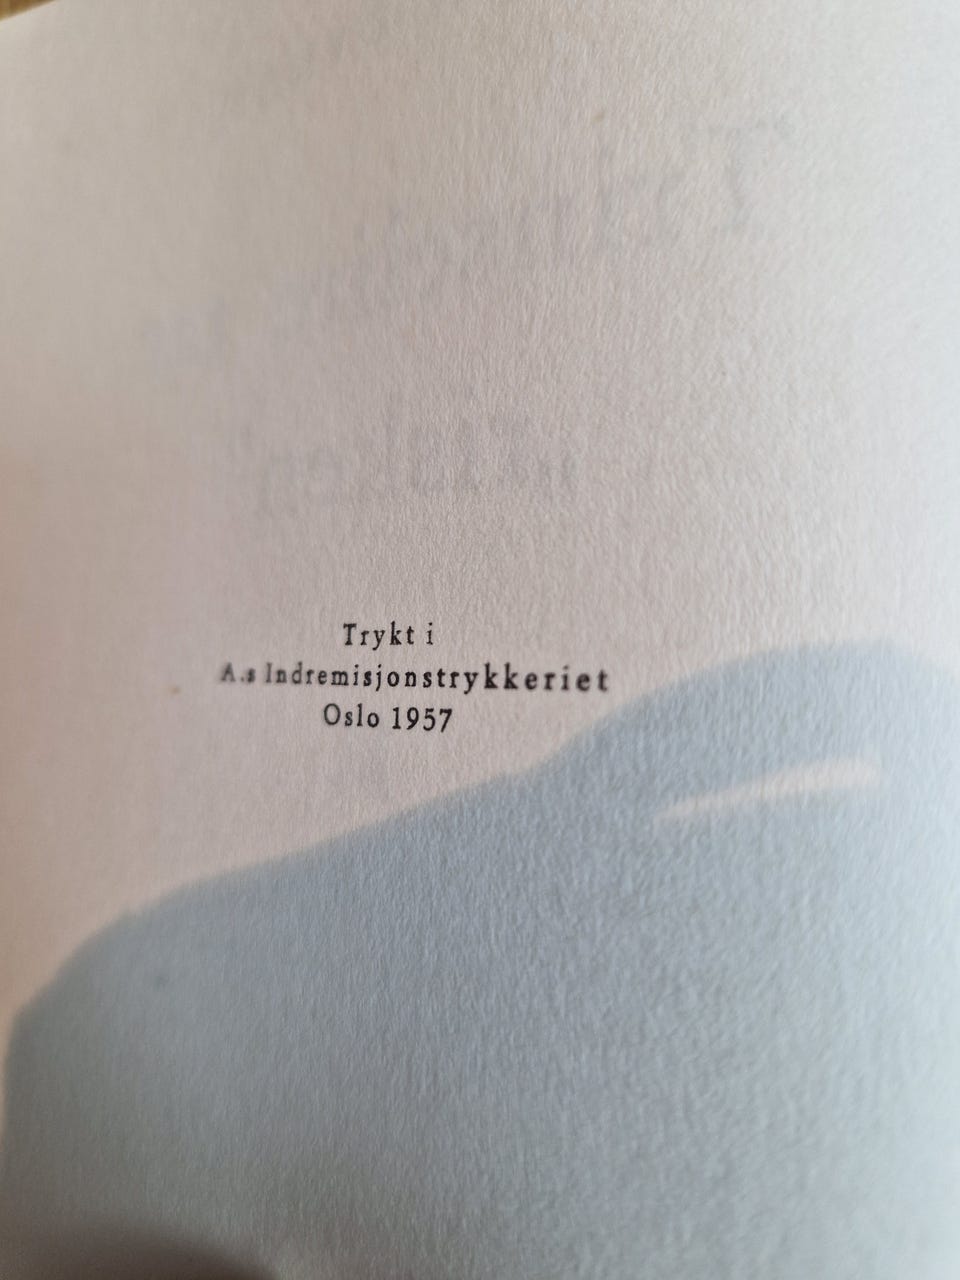 Trykt i
A.s Indremisjonstrykkeriet
Oslo 1957